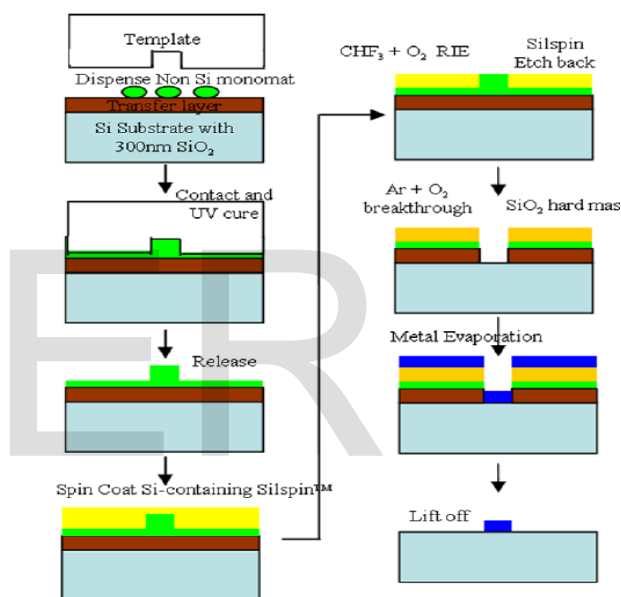 Template
Dispense Non Si monomat
Transfer layer
Si Substrate with
300nm SiO₂
Contact and
UV cure
Release
Spin Coat Si-containing Silspin™
CHF₃ + O₂ RIE
Silspin
Etch back
Ar + O₂
breakthrough
SiO₂ hard mas
Metal Evaporation
Lift off
ER